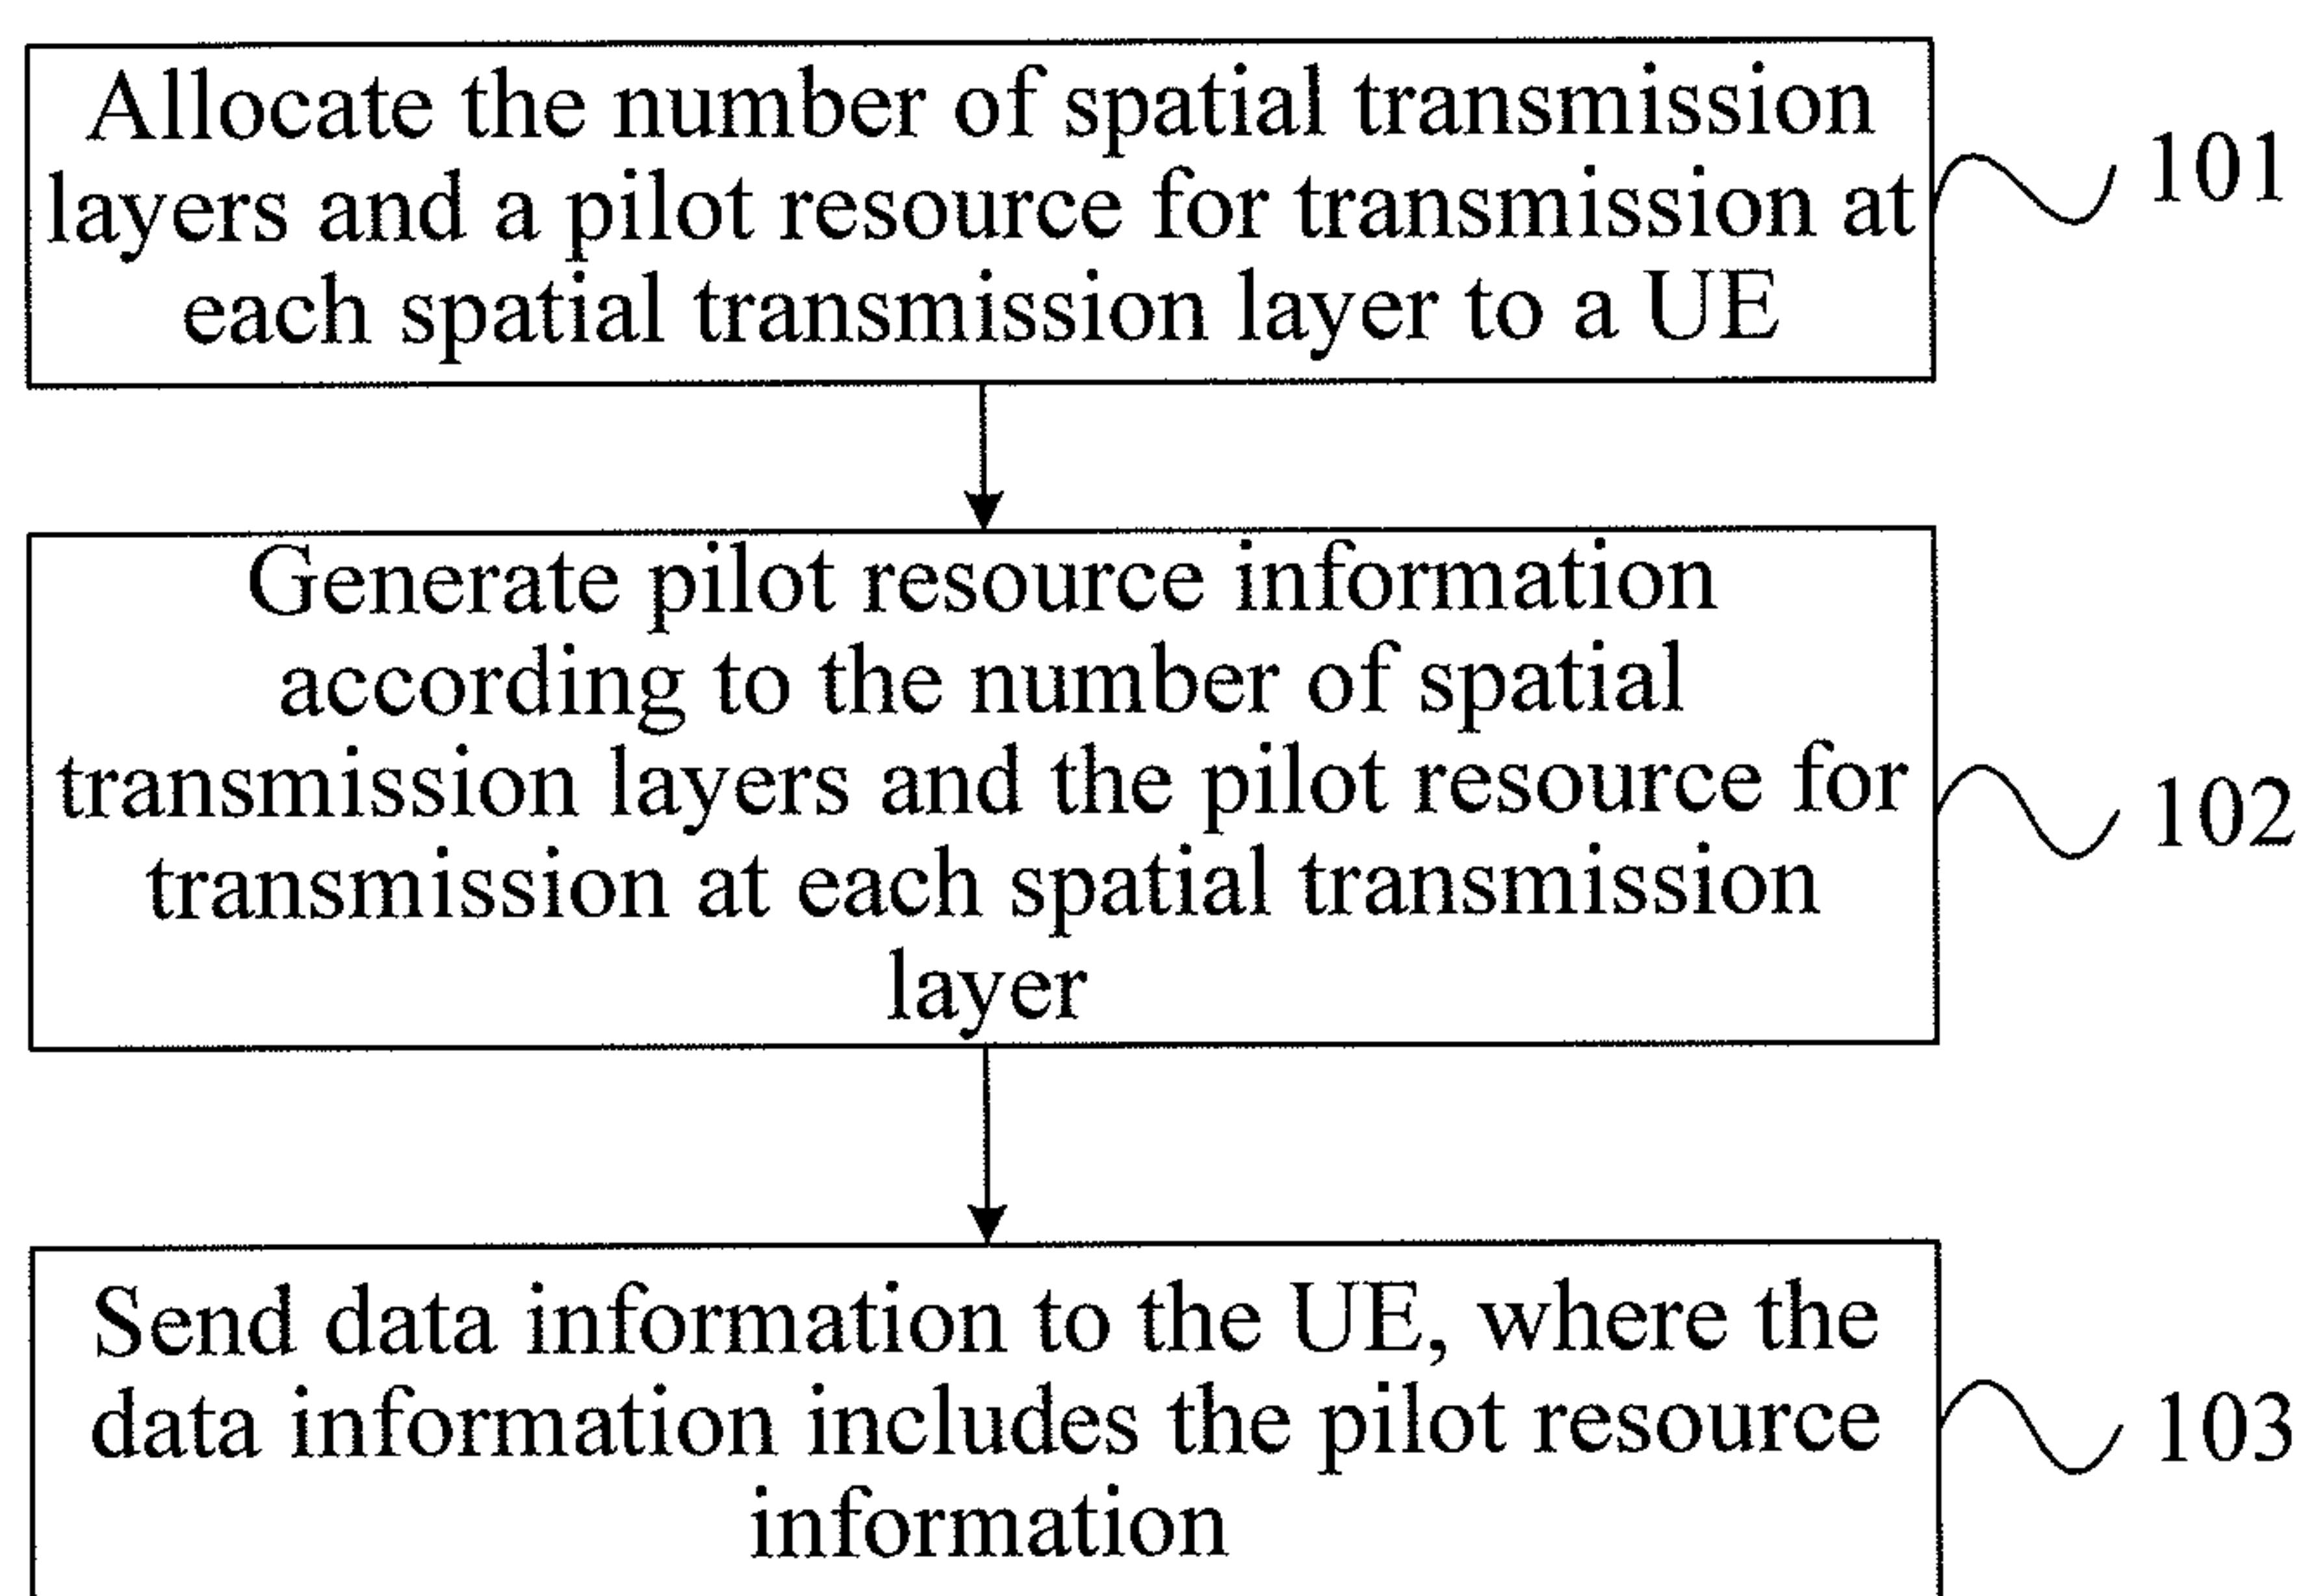 Allocate the number of spatial transmission
layers and a pilot resource for transmission at
each spatial transmission layer to a UE
101
Generate pilot resource information
according to the number of spatial
transmission layers and the pilot resource for
transmission at each spatial transmission
layer
102
Send data information to the UE, where the
data information includes the pilot resource
information
103